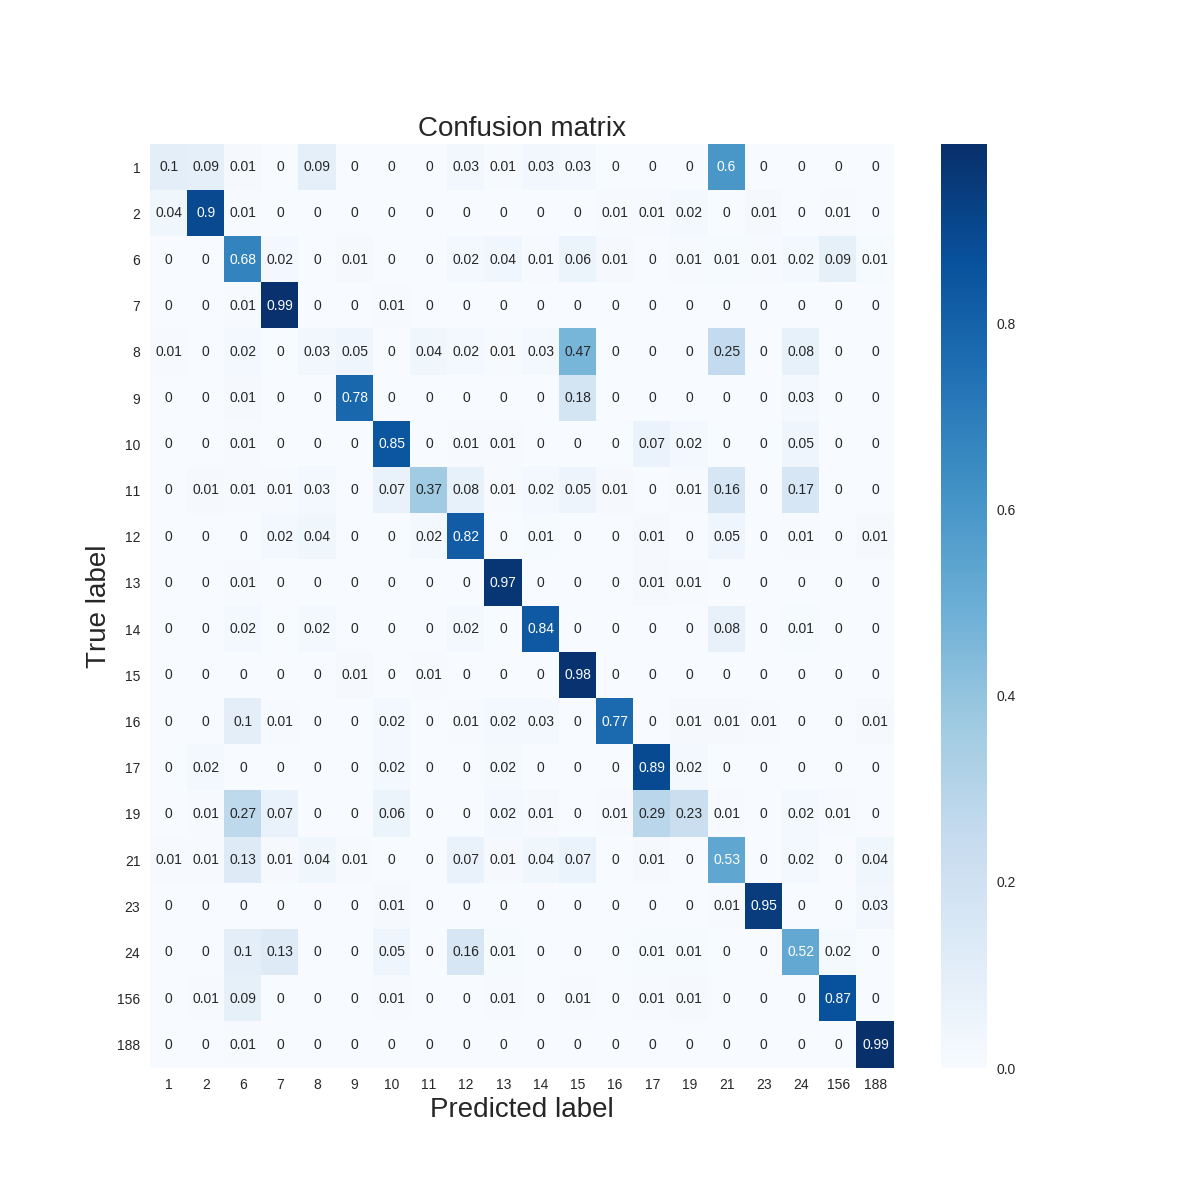 Confusion matrix
1 0.1 0.09 0.01 0 0.09 0 0 0 0.03 0.01 0.03 0.03 0 0 0 0.6 0 0 0 0
2 0.04 0.9 0.01 0 0 0 0 0 0 0 0 0 0.01 0.01 0.02 0 0.01 0 0.01 0
6 0 0 0.68 0.02 0 0.01 0 0 0.02 0.04 0.01 0.06 0.01 0 0.01 0.01 0.01 0.02 0.09 0.01
7 0 0 0.01 0.99 0 0 0.01 0 0 0 0 0 0 0 0 0 0 0 0 0
0.8
8 0.01 0 0.02 0 0.03 0.05 0 0.04 0.02 0.01 0.03 0.47 0 0 0 0.25 0 0.08 0 0
9 0 0 0.01 0 0 0.78 0 0 0 0 0 0.18 0 0 0 0 0 0.03 0 0
10 0 0 0.01 0 0 0 0.85 0 0.01 0.01 0 0 0 0.07 0.02 0 0 0.05 0 0
11 0 0.01 0.01 0.01 0.03 0 0.07 0.37 0.08 0.01 0.02 0.05 0.01 0 0.01 0.16 0 0.17 0 0
0.6
12 0 0 0 0.02 0.04 0 0 0.02 0.82 0 0.01 0 0 0.01 0 0.05 0 0.01 0 0.01
13 0 0 0.01 0 0 0 0 0 0 0.97 0 0 0 0.01 0.01 0 0 0 0 0
True label
14 0 0 0.02 0 0.02 0 0 0 0.02 0 0.84 0 0 0 0 0.08 0 0.01 0 0
15 0 0 0 0 0 0.01 0 0.01 0 0 0 0.98 0 0 0 0 0 0 0 0
0.4
16 0 0 0.1 0.01 0 0 0.02 0 0.01 0.02 0.03 0 0.77 0 0.01 0.01 0.01 0 0 0.01
17 0 0.02 0 0 0 0 0.02 0 0 0.02 0 0 0 0.89 0.02 0 0 0 0 0
19 0 0.01 0.27 0.07 0 0 0.06 0 0 0.02 0.01 0 0.01 0.29 0.23 0.01 0 0.02 0.01 0
21 0.01 0.01 0.13 0.01 0.04 0.01 0 0 0.07 0.01 0.04 0.07 0 0.01 0 0.53 0 0.02 0 0.04
0.2
23 0 0 0 0 0 0 0.01 0 0 0 0 0 0 0 0 0.01 0.95 0 0 0.03
24 0 0 0.1 0.13 0 0 0.05 0 0.16 0.01 0 0 0 0.01 0.01 0 0 0.52 0.02 0
156 0 0.01 0.09 0 0 0 0.01 0 0 0.01 0 0.01 0 0.01 0.01 0 0 0 0.87 0
188 0 0 0.01 0 0 0 0 0 0 0 0 0 0 0 0 0 0 0 0 0.99
0.0
1 2 6 7 8 9 10 11 12 13 14 15 16 17 19 21 23 24 156 188
Predicted label